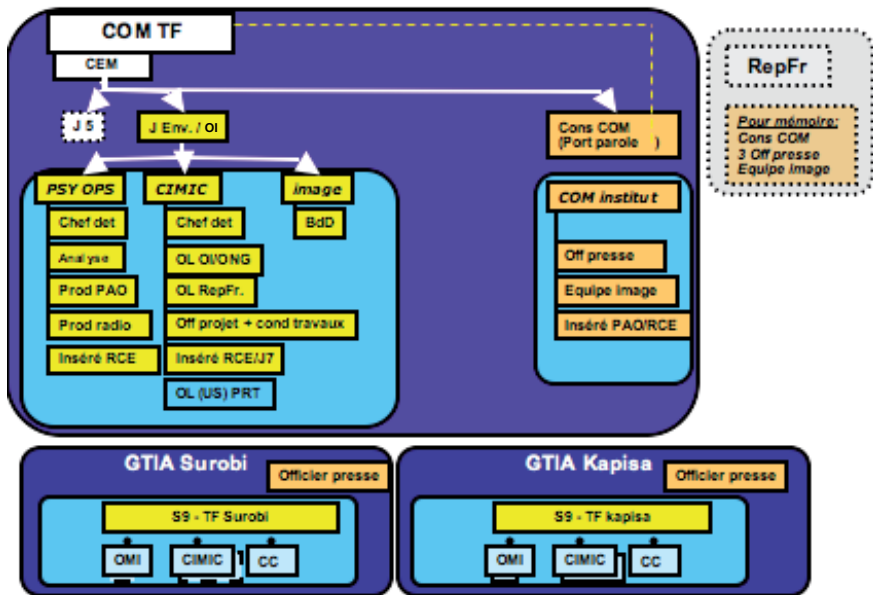 COM TF
CEM
J 5
J Env. / OI
Cons COM
(Port parole )
RepFr
Pour mémoire:
Cons COM
3 Off presse
Equipe image
PSY OPS
Chef det
Analyse
Prod PAO
Prod radio
Inséré RCE
CIMIC
Chef det
OL OI/ONG
OL RepFr.
Off projet + cond travaux
Inséré RCE/J7
OL (US) PRT
image
BdD
COM institut
Off presse
Equipe image
Inséré PAO/RCE
GTIA Surobi
Officier presse
S9 - TF Surobi
OMI
CIMIC
CC
GTIA Kapisa
Officier presse
S9 - TF kapisa
OMI
CIMIC
CC